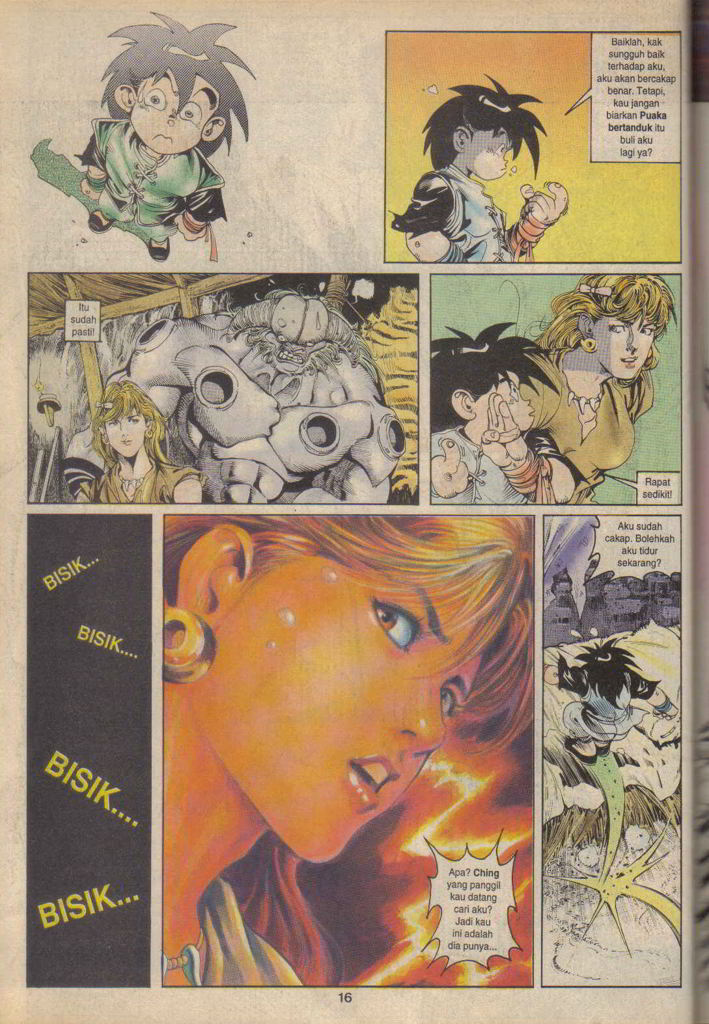 Baiklah, kak
sungguh baik
terhadap aku,
aku akan bercakap
benar. Tetapi,
kau jangan
biarkan Puaka
bertanduk itu
buli aku
lagi ya?
Itu
sudah
pasti!
Rapat
sedikit!
BISIK...
BISIK....
BISIK....
BISIK...
Apa? Ching
yang panggil
kau datang
cari aku?
Jadi kau
ini adalah
dia punya...
Aku sudah
cakap. Bolehkah
aku tidur
sekarang?
16